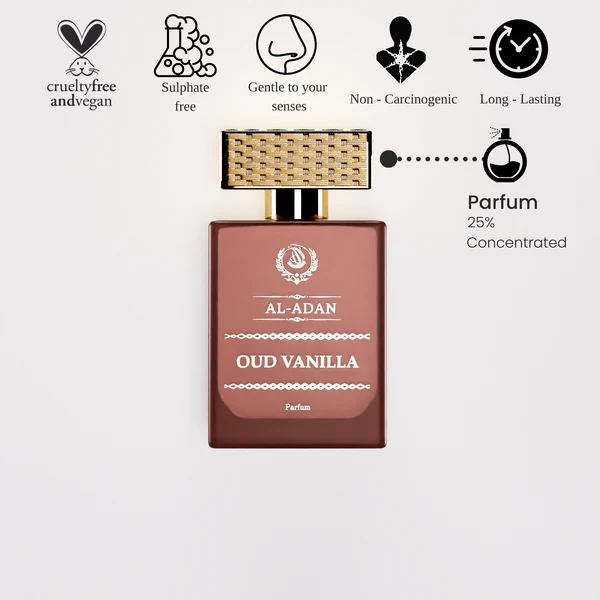 crueltyfree
andvegan
Sulphate
free
Gentle to your
senses
Non - Carcinogenic
Long - Lasting
Parfum
25%
Concentrated
AL-ADAN
OUD VANILLA
Parfum